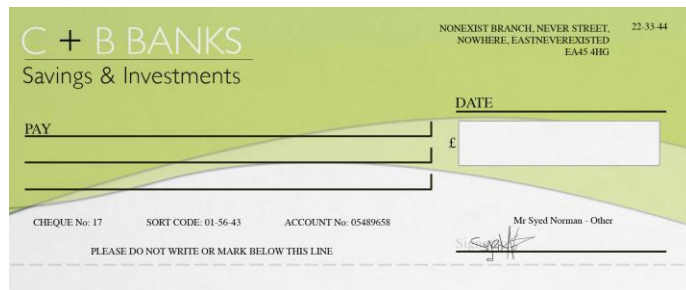 C + B BANKS
Savings & Investments
NONEXIST BRANCH, NEVER STREET,
NOWHERE, EASTNEVEREXISTED
EA45 4HG
22-33-44
DATE
PAY
£
CHEQUE No: 17 SORT CODE: 01-56-43 ACCOUNT No: 05489658
Mr Syed Norman - Other
PLEASE DO NOT WRITE OR MARK BELOW THIS LINE